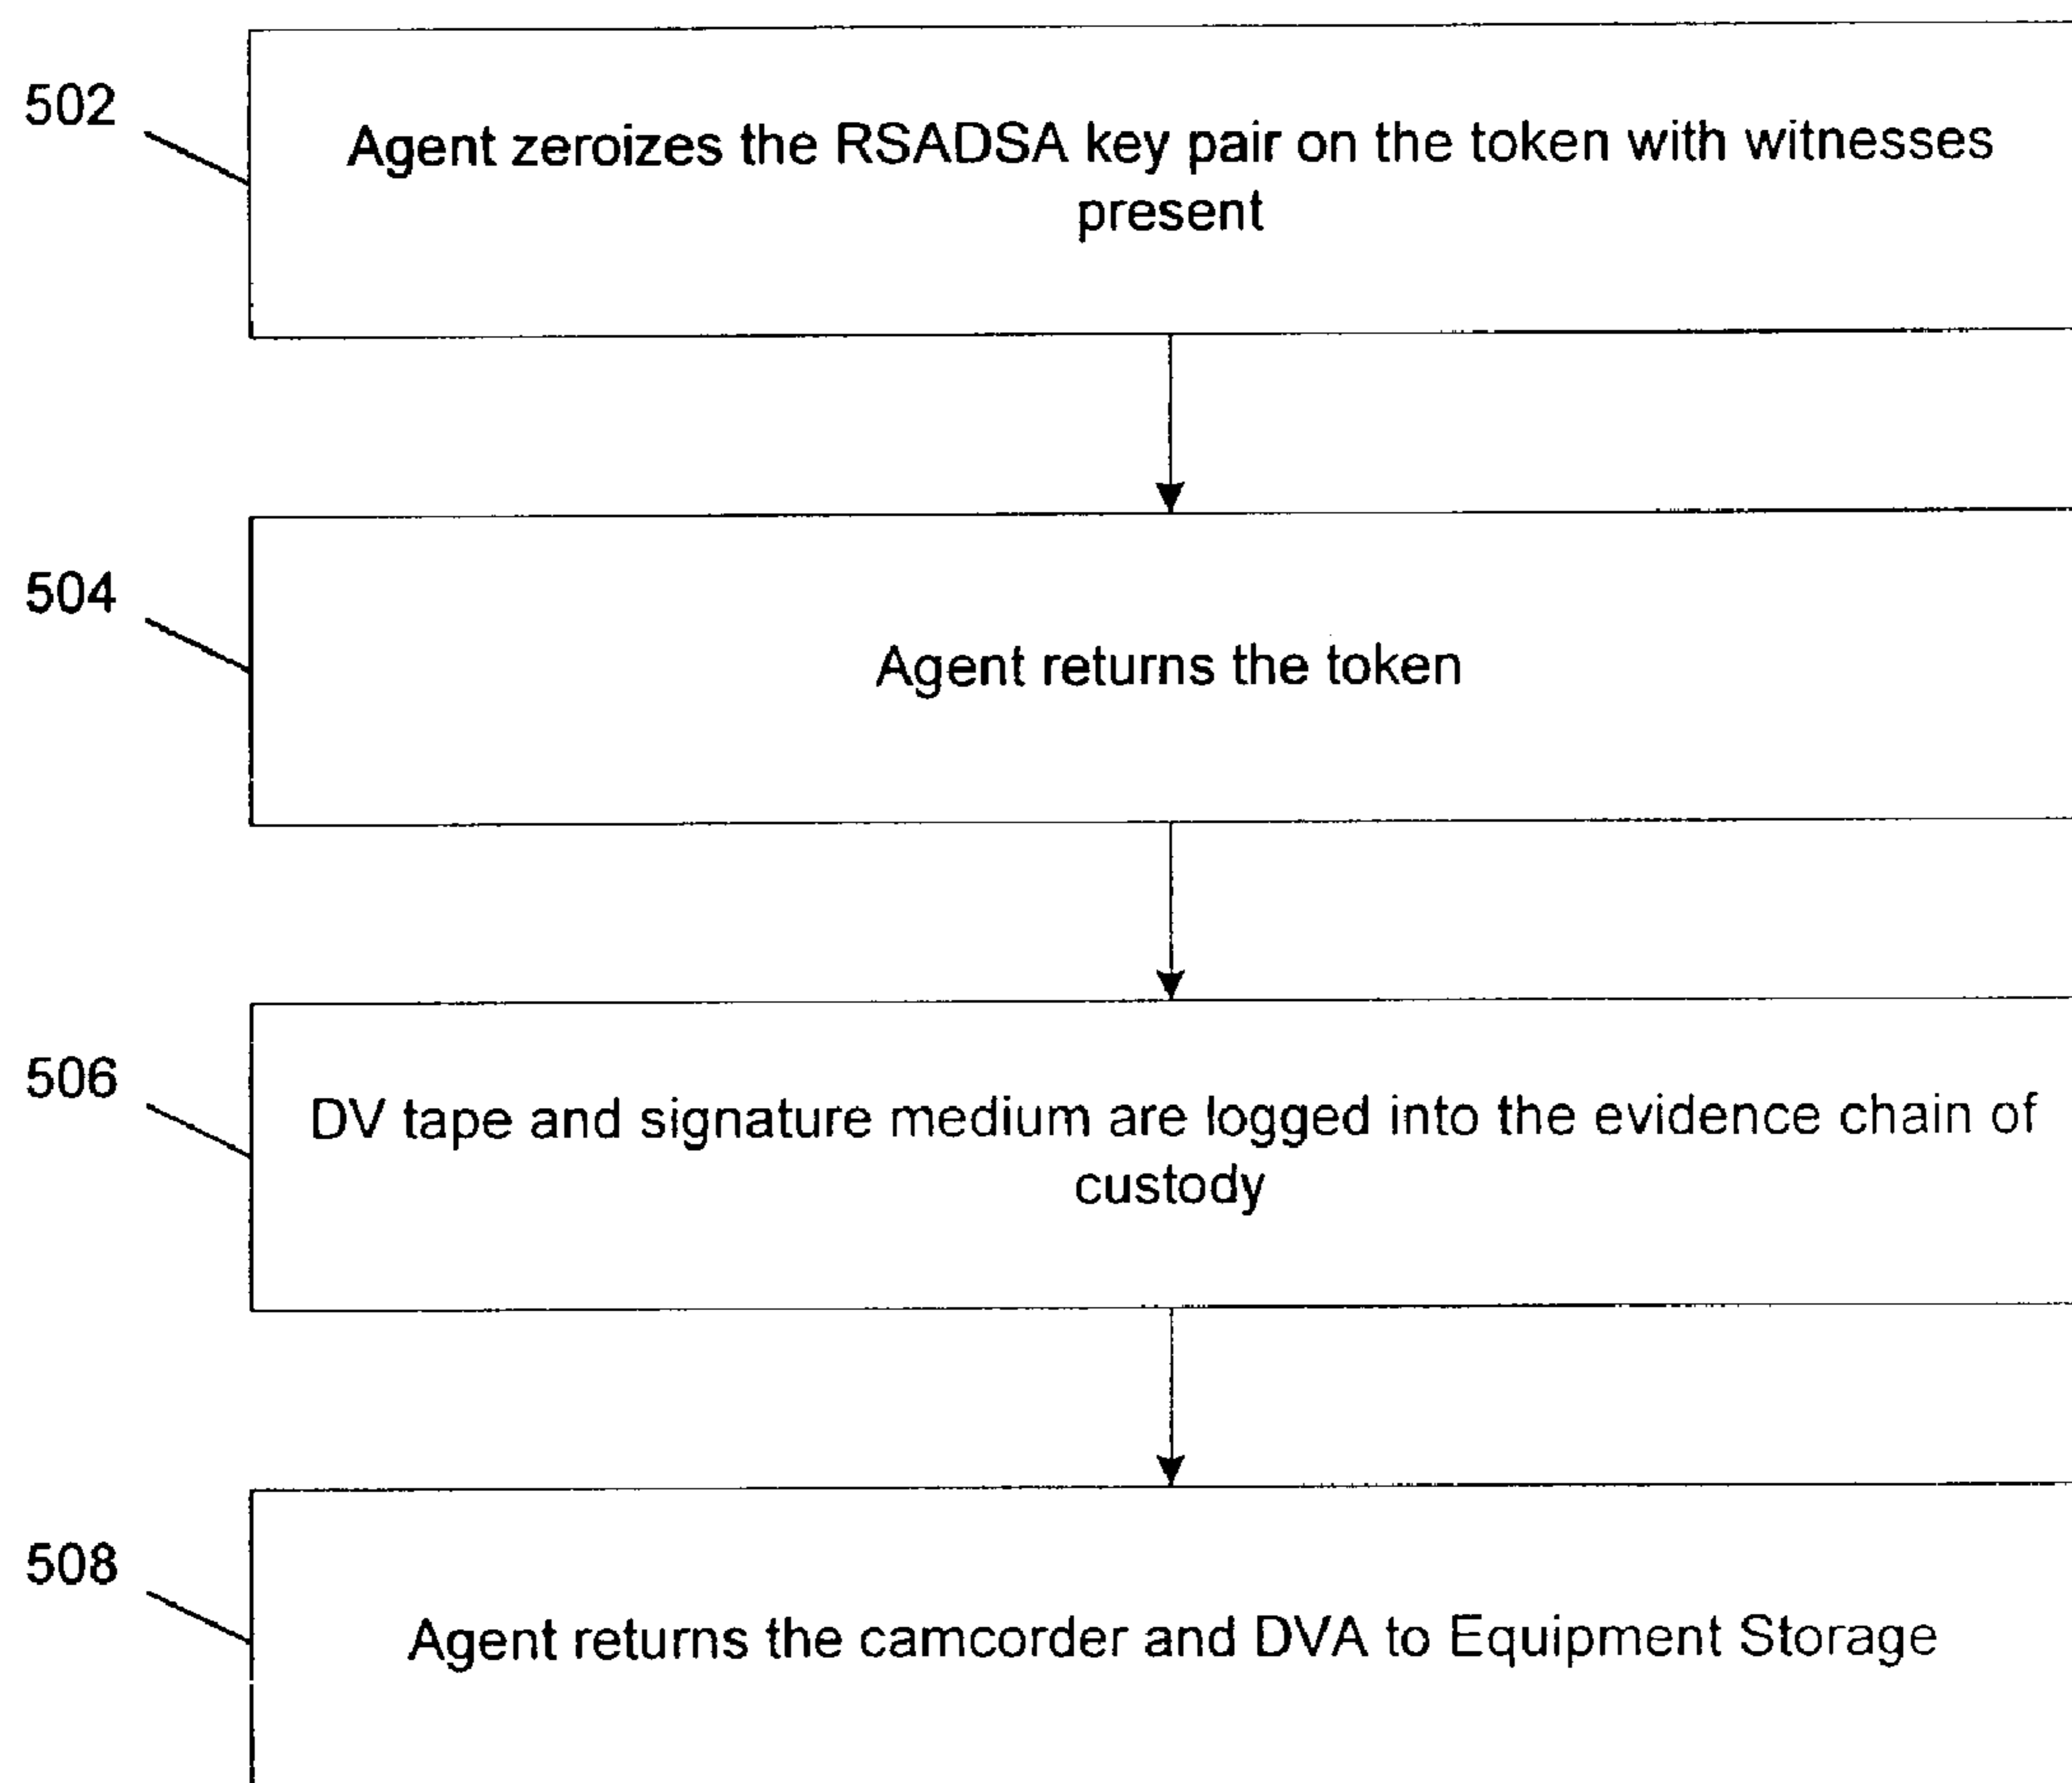 502
Agent zeroizes the RSADSA key pair on the token with witnesses
present
504
Agent returns the token
506
DV tape and signature medium are logged into the evidence chain of
custody
508
Agent returns the camcorder and DVA to Equipment Storage